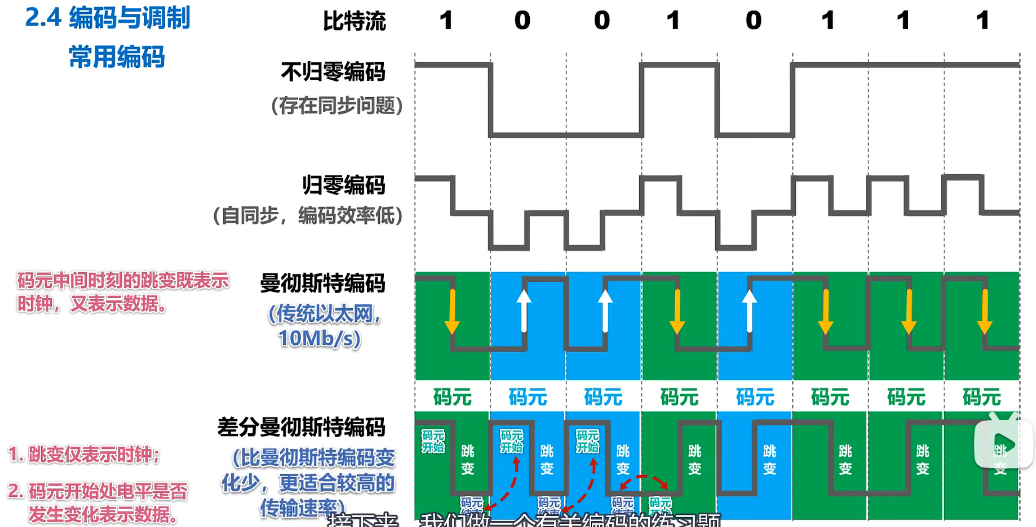 2.4 编码与调制
常用编码
比特流 1 0 0 1 0 1 1 1
不归零编码
(存在同步问题)
归零编码
(自同步，编码效率低)
码元中间时刻的跳变既表示
时钟，又表示数据。
曼彻斯特编码
(传统以太网，
10Mb/s)
码元 码元 码元 码元 码元 码元 码元 码元
差分曼彻斯特编码
(比曼彻斯特编码变
化少，更适合较高的
传输速率)
1. 跳变仅表示时钟；
2. 码元开始处电平是否
发生变化表示数据。
码元
开始
跳
变
码元
开始
跳
变
码元
开始
跳
变
跳
变
跳
变
跳
变
跳
变
跳
变
码元
码元
码元
码元
接下来，我们做一个有关编码的练习题